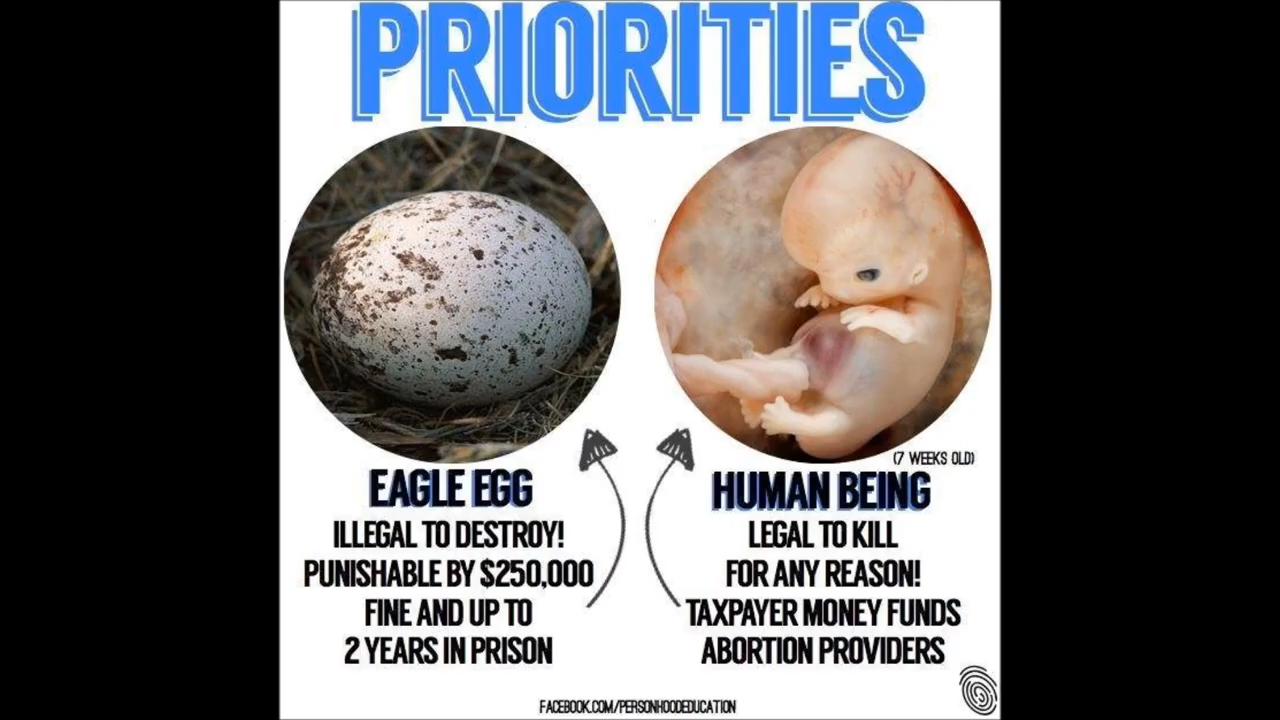 PRIORITIES
(7 WEEKS OLD)
EAGLE EGG
ILLEGAL TO DESTROY!
PUNISHABLE BY $250,000
FINE AND UP TO
2 YEARS IN PRISON
HUMAN BEING
LEGAL TO KILL
FOR ANY REASON!
TAXPAYER MONEY FUNDS
ABORTION PROVIDERS
FACEBOOK.COM/PERSONHOODEDUCATION